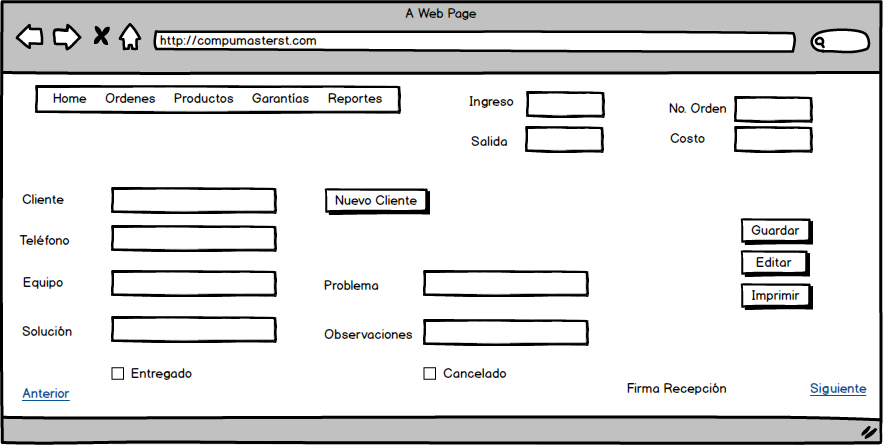 A Web Page
http://compumasterst.com
Home Ordenes Productos Garantías Reportes
Ingreso
No. Orden
Salida
Costo
Cliente
Nuevo Cliente
Teléfono
Guardar
Editar
Equipo
Problema
Imprimir
Solución
Observaciones
Entregado
Cancelado
Anterior
Firma Recepción
Siguiente